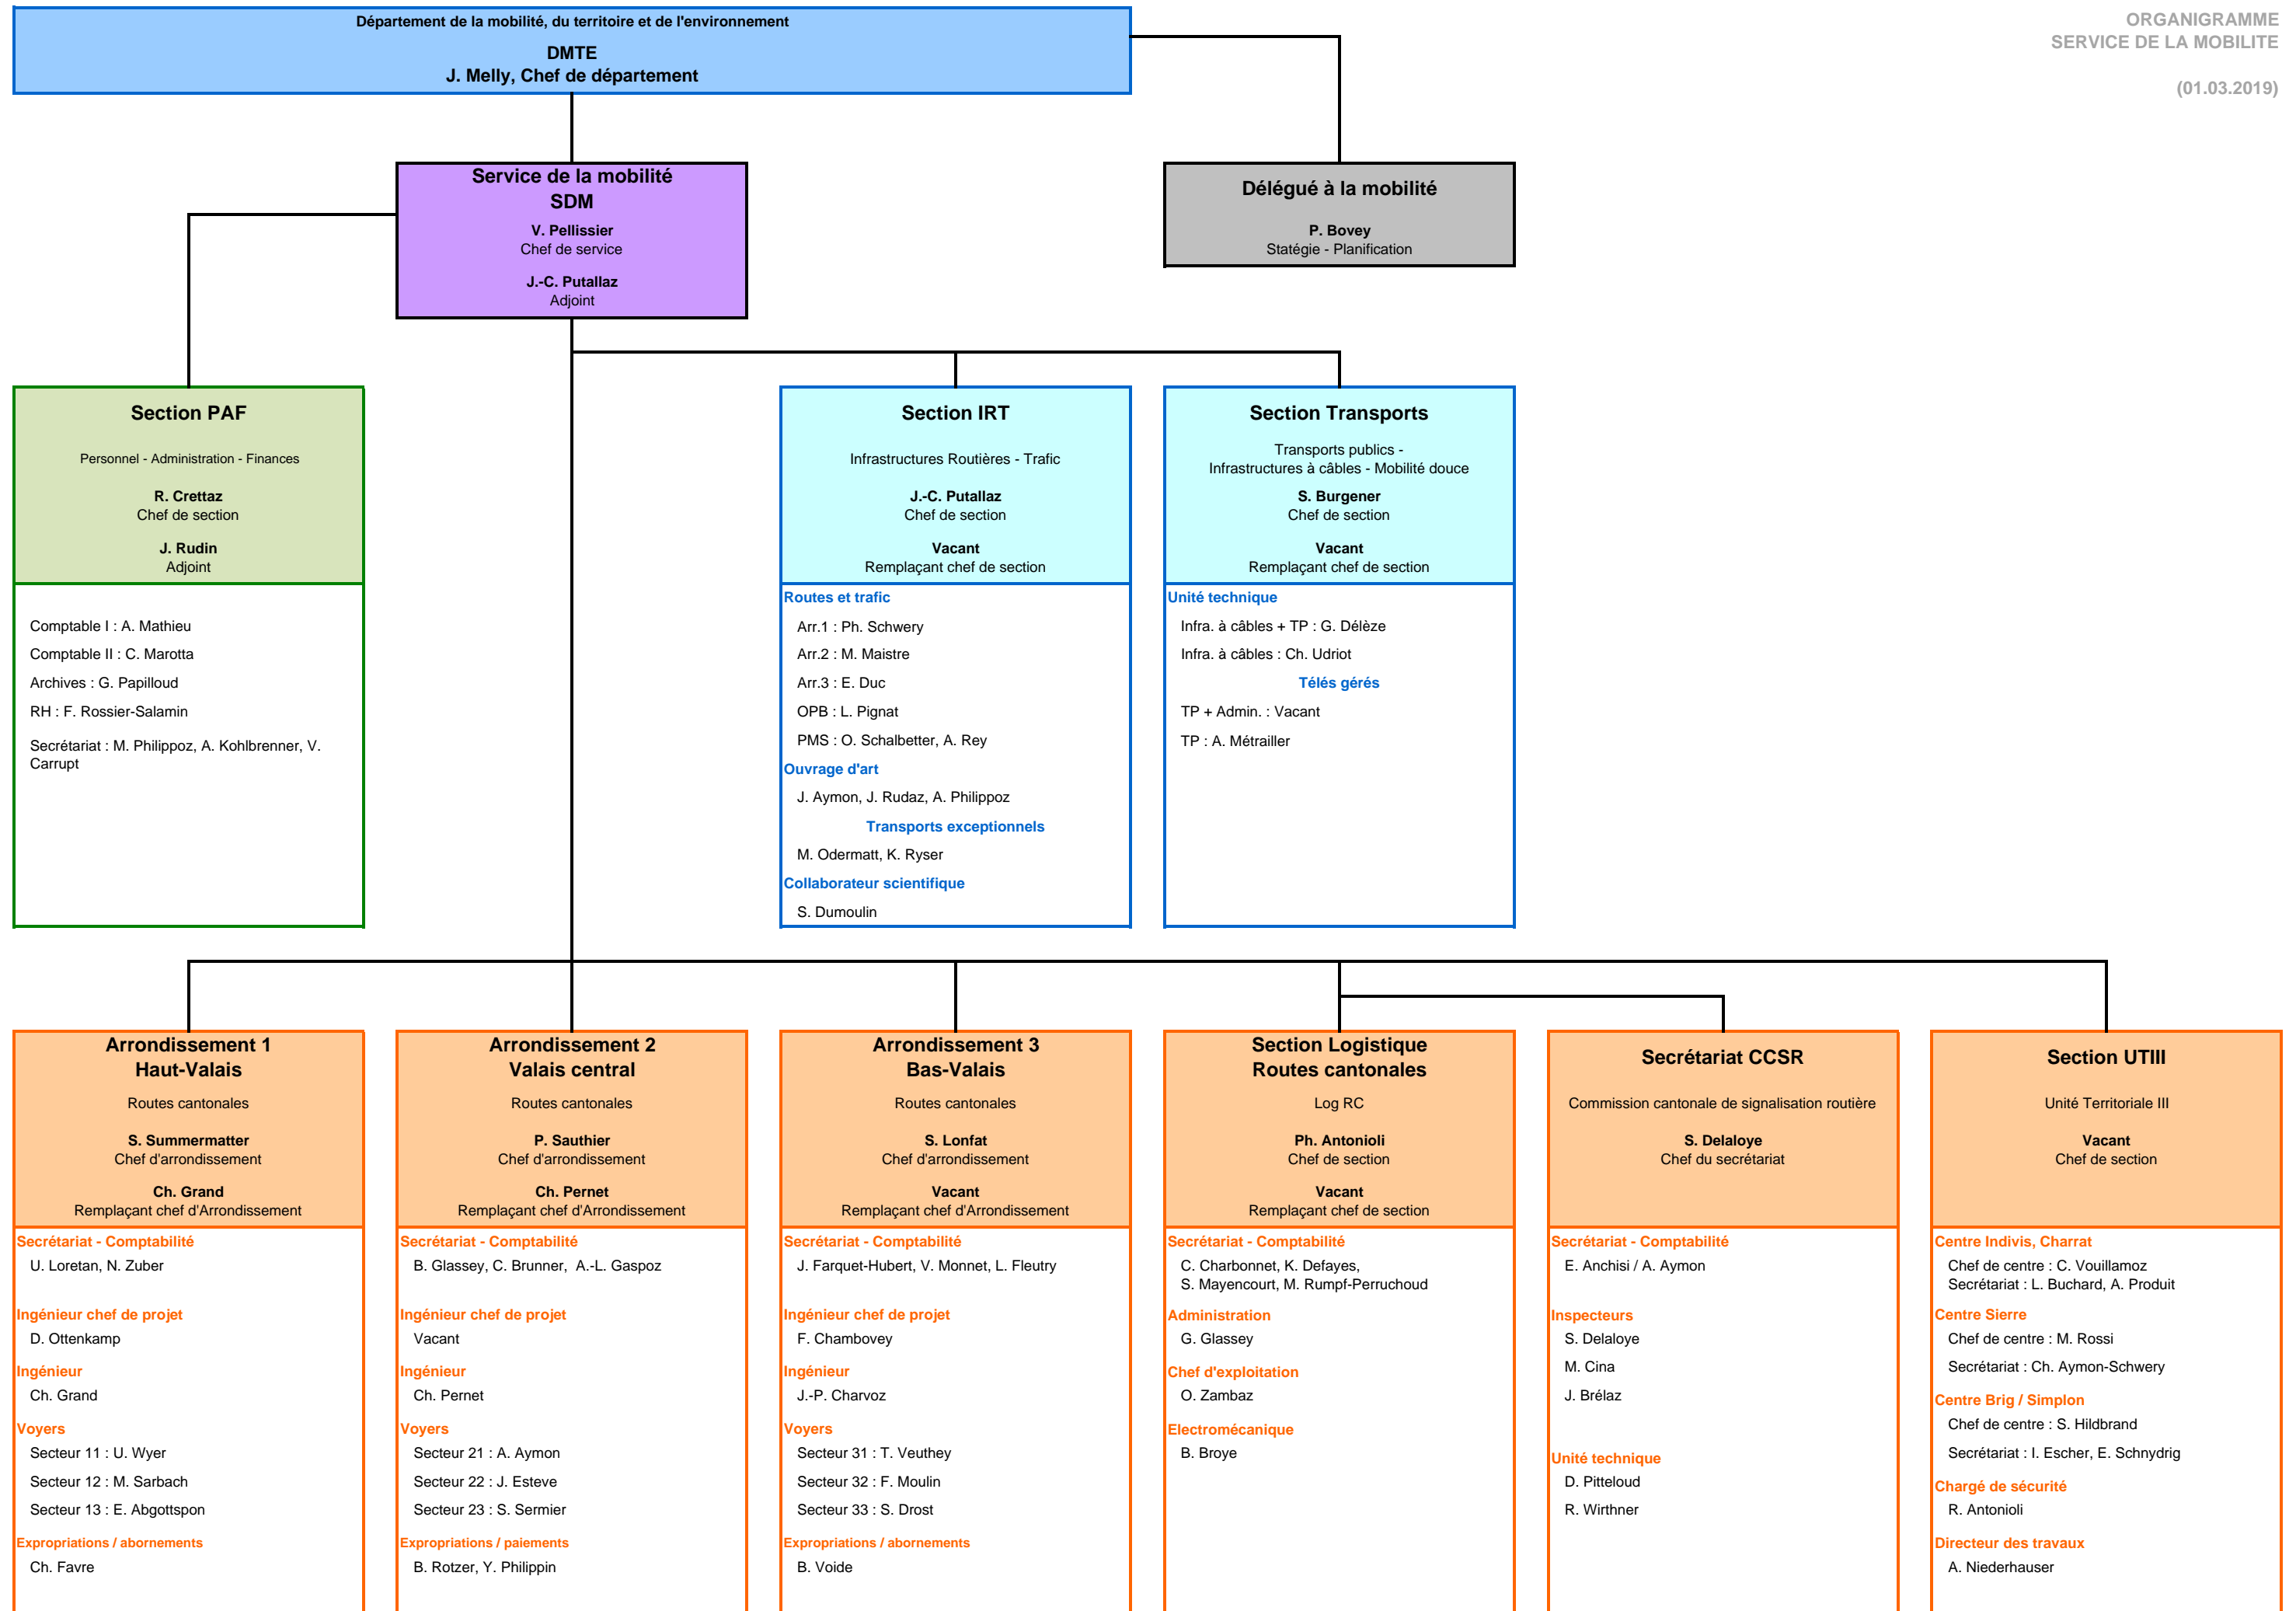 Département de la mobilité, du territoire et de l'environnement
DMTE
J. Melly, Chef de département
ORGANIGRAMME
SERVICE DE LA MOBILITE
(01.03.2019)
Service de la mobilité
SDM
V. Pellissier
Chef de service
J.-C. Putallaz
Adjoint
Délégué à la mobilité
P. Bovey
Statégie - Planification
Section PAF
Personnel - Administration - Finances
R. Crettaz
Chef de section
J. Rudin
Adjoint
Comptable I : A. Mathieu
Comptable II : C. Marotta
Archives : G. Papilloud
RH : F. Rossier-Salamin
Secrétariat : M. Philippoz, A. Kohlbrenner, V.
Carrupt
Section IRT
Infrastructures Routières - Trafic
J.-C. Putallaz
Chef de section
Vacant
Remplaçant chef de section
Routes et trafic
Arr.1 : Ph. Schwery
Arr.2 : M. Maistre
Arr.3 : E. Duc
OPB : L. Pignat
PMS : O. Schalbetter, A. Rey
Ouvrage d'art
J. Aymon, J. Rudaz, A. Philippoz
Transports exceptionnels
M. Odermatt, K. Ryser
Collaborateur scientifique
S. Dumoulin
Section Transports
Transports publics -
Infrastructures à câbles - Mobilité douce
S. Burgener
Chef de section
Vacant
Remplaçant chef de section
Unité technique
Infra. à câbles + TP : G. Délèze
Infra. à câbles : Ch. Udriot
Télés gérés
TP + Admin. : Vacant
TP : A. Métrailler
Arrondissement 1
Haut-Valais
Routes cantonales
S. Summermatter
Chef d'arrondissement
Ch. Grand
Remplaçant chef d'Arrondissement
Secrétariat - Comptabilité
U. Loretan, N. Zuber
Ingénieur chef de projet
D. Ottenkamp
Ingénieur
Ch. Grand
Voyers
Secteur 11 : U. Wyer
Secteur 12 : M. Sarbach
Secteur 13 : E. Abgottspon
Expropriations / abornements
Ch. Favre
Arrondissement 2
Valais central
Routes cantonales
P. Sauthier
Chef d'arrondissement
Ch. Pernet
Remplaçant chef d'Arrondissement
Secrétariat - Comptabilité
B. Glassey, C. Brunner, A.-L. Gaspoz
Ingénieur chef de projet
Vacant
Ingénieur
Ch. Pernet
Voyers
Secteur 21 : A. Aymon
Secteur 22 : J. Esteve
Secteur 23 : S. Sermier
Expropriations / paiements
B. Rotzer, Y. Philippin
Arrondissement 3
Bas-Valais
Routes cantonales
S. Lonfat
Chef d'arrondissement
Vacant
Remplaçant chef d'Arrondissement
Secrétariat - Comptabilité
J. Farquet-Hubert, V. Monnet, L. Fleutry
Ingénieur chef de projet
F. Chambovey
Ingénieur
J.-P. Charvoz
Voyers
Secteur 31 : T. Veuthey
Secteur 32 : F. Moulin
Secteur 33 : S. Drost
Expropriations / abornements
B. Voide
Section Logistique
Routes cantonales
Log RC
Ph. Antonioli
Chef de section
Vacant
Remplaçant chef de section
Secrétariat - Comptabilité
C. Charbonnet, K. Defayes,
S. Mayencourt, M. Rumpf-Perruchoud
Administration
G. Glassey
Chef d'exploitation
O. Zambaz
Electromécanique
B. Broye
Secrétariat CCSR
Commission cantonale de signalisation routière
S. Delaloye
Chef du secrétariat
Secrétariat - Comptabilité
E. Anchisi / A. Aymon
Inspecteurs
S. Delaloye
M. Cina
J. Brélaz
Unité technique
D. Pitteloud
R. Wirthner
Section UTIII
Unité Territoriale III
Vacant
Chef de section
Centre Indivis, Charrat
Chef de centre : C. Vouillamoz
Secrétariat : L. Buchard, A. Produit
Centre Sierre
Chef de centre : M. Rossi
Secrétariat : Ch. Aymon-Schwery
Centre Brig / Simplon
Chef de centre : S. Hildbrand
Secrétariat : I. Escher, E. Schnydrig
Chargé de sécurité
R. Antonioli
Directeur des travaux
A. Niederhauser